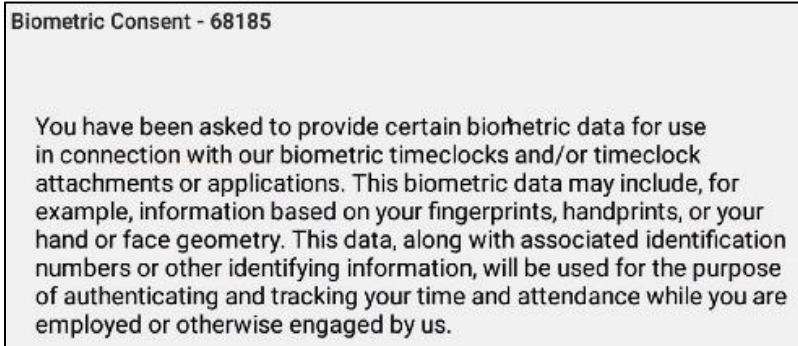 Biometric Consent - 68185
You have been asked to provide certain biometric data for use
in connection with our biometric timeclocks and/or timeclock
attachments or applications. This biometric data may include, for
example, information based on your fingerprints, handprints, or your
hand or face geometry. This data, along with associated identification
numbers or other identifying information, will be used for the purpose
of authenticating and tracking your time and attendance while you are
employed or otherwise engaged by us.